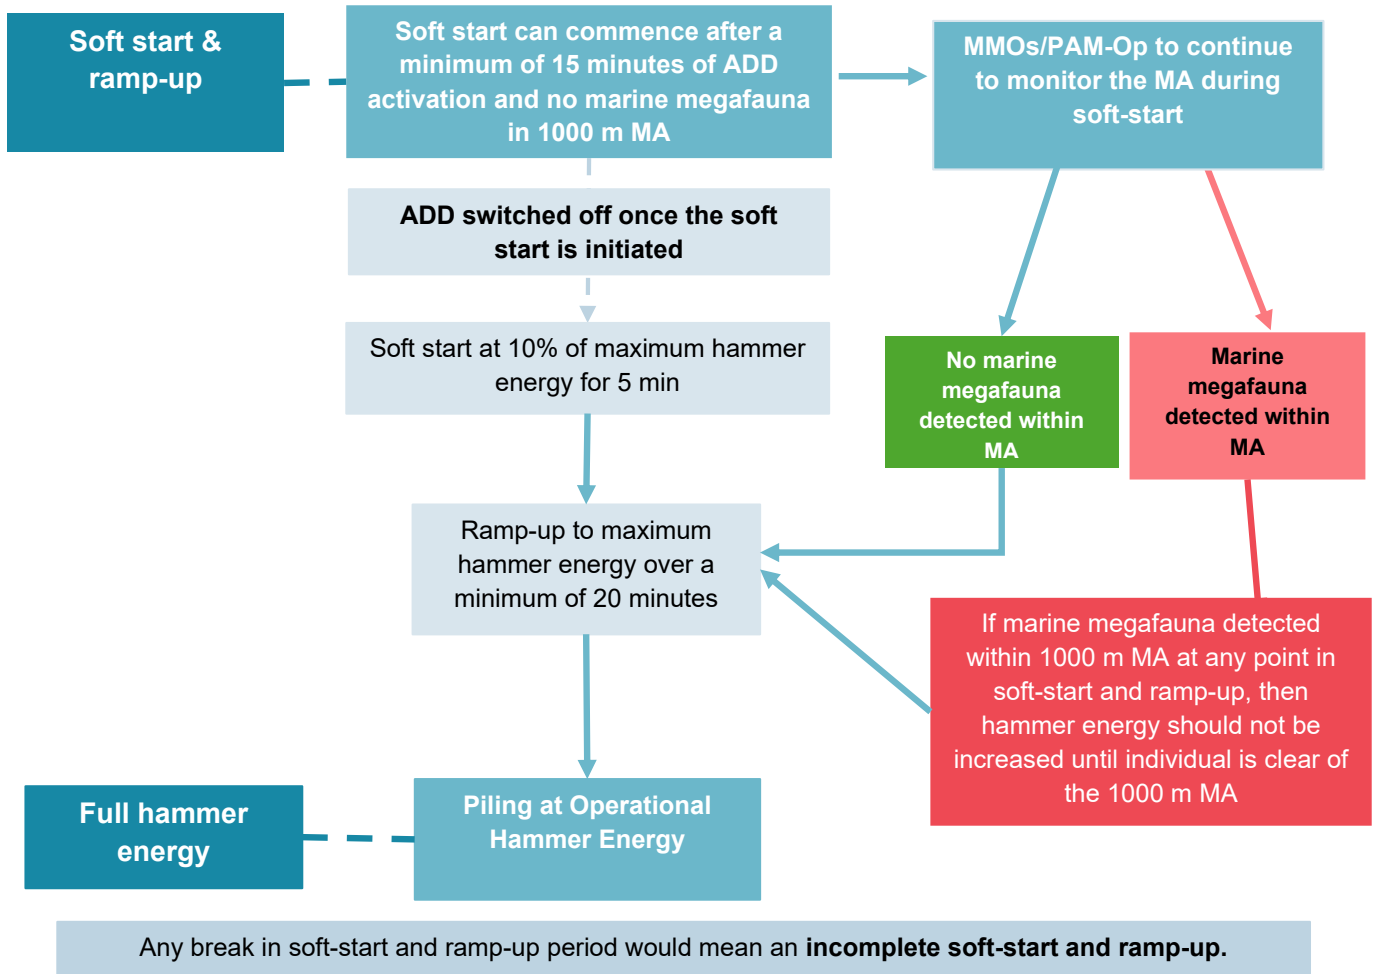 Soft start &
ramp-up
Soft start can commence after a
minimum of 15 minutes of ADD
activation and no marine megafauna
in 1000 m MA
MMOs/PAM-Op to continue
to monitor the MA during
soft-start
ADD switched off once the soft
start is initiated
Soft start at 10% of maximum hammer
energy for 5 min
No marine
megafauna
detected within
MA
Marine
megafauna
detected within
MA
Ramp-up to maximum
hammer energy over a
minimum of 20 minutes
If marine megafauna detected
within 1000 m MA at any point in
soft-start and ramp-up, then
hammer energy should not be
increased until individual is clear of
the 1000 m MA
Full hammer
energy
Piling at Operational
Hammer Energy
Any break in soft-start and ramp-up period would mean an incomplete soft-start and ramp-up.